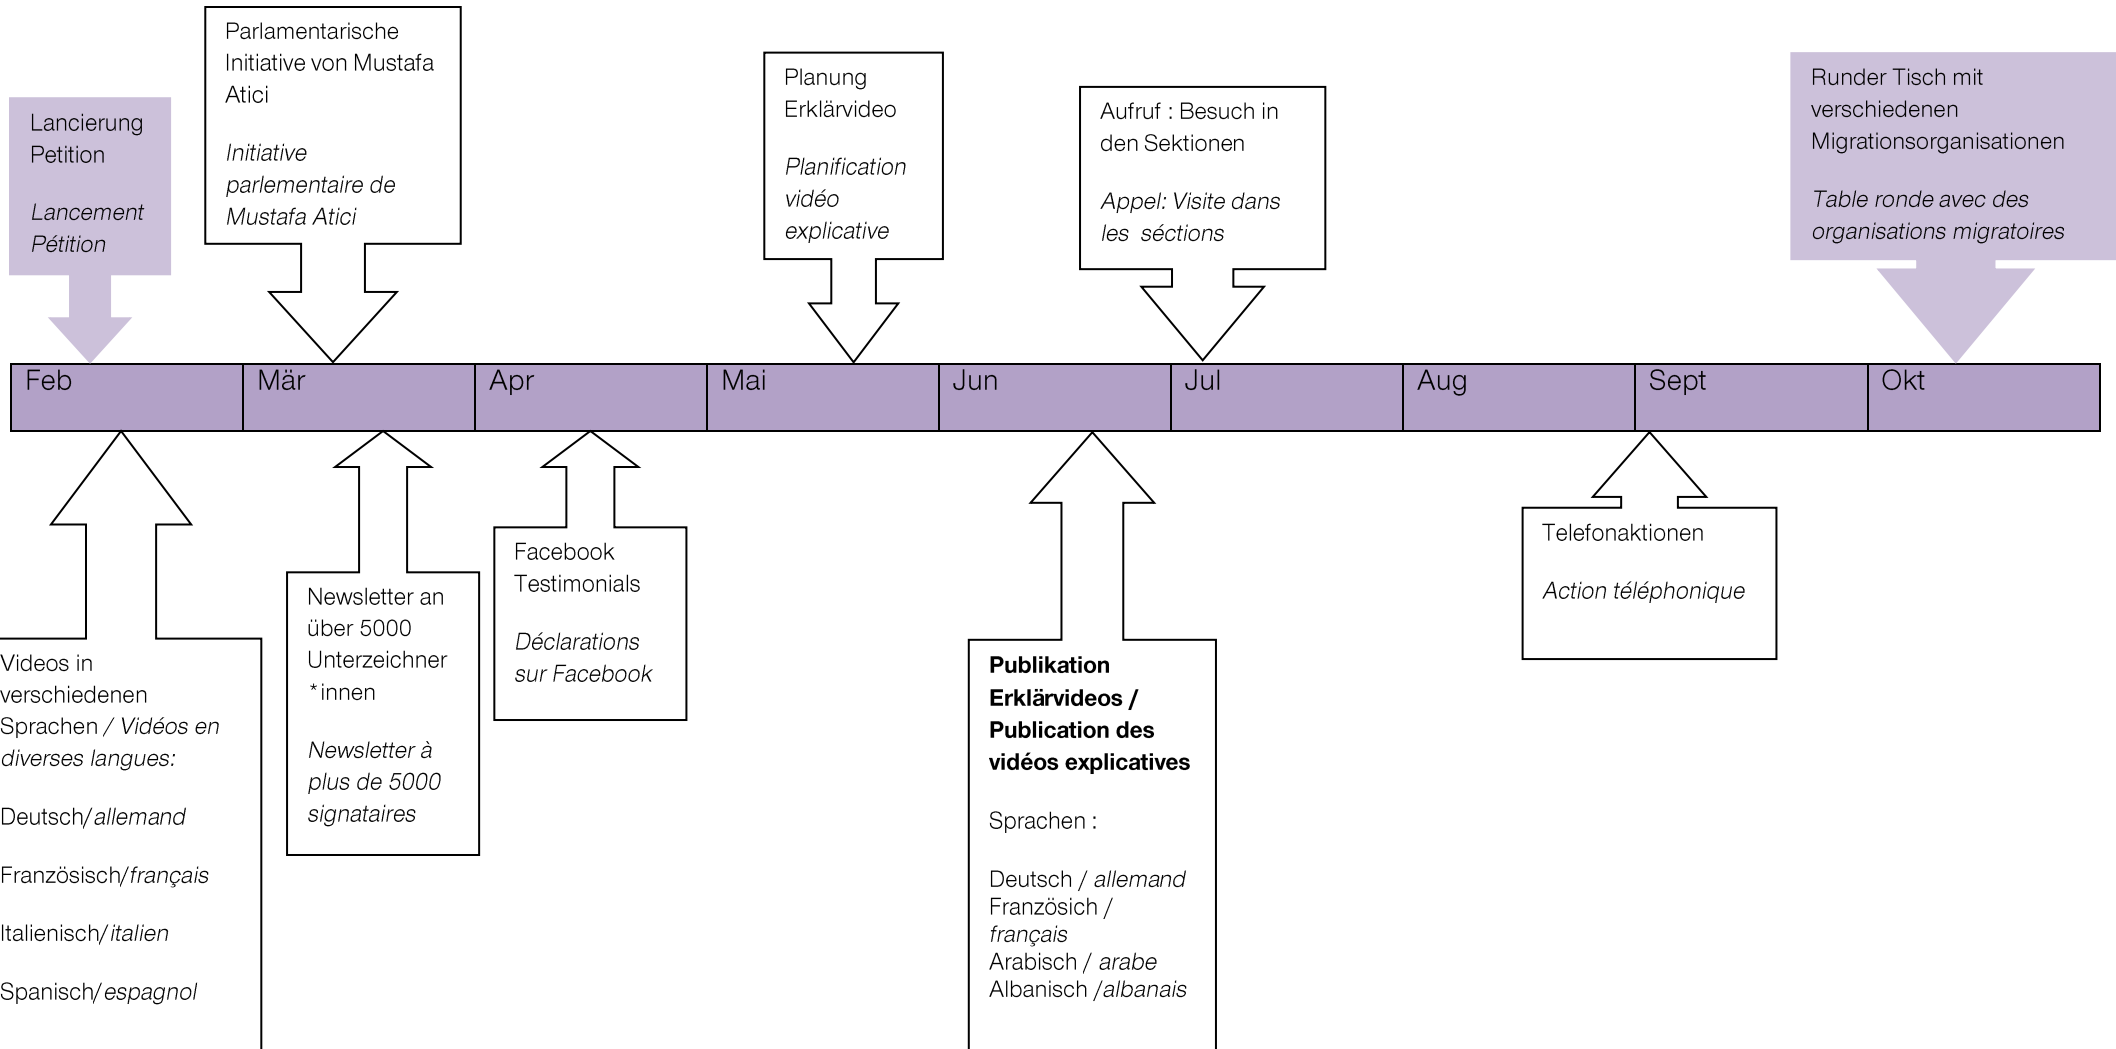 Lancierung
Petition
Lancement
Pétition
Parlamentarische
Initiative von Mustafa
Atici
Initiative
parlementaire de
Mustafa Atici
Planung
Erklärvideo
Planification
vidéo
explicative
Aufruf : Besuch in
den Sektionen
Appel: Visite dans
les séctions
Runder Tisch mit
verschiedenen
Migrationsorganisationen
Table ronde avec des
organisations migratoires
Feb
Mär
Apr
Mai
Jun
Jul
Aug
Sept
Okt
Videos in
verschiedenen
Sprachen / Vidéos en
diverses langues:
Deutsch/allemand
Französisch/français
Italienisch/italien
Spanisch/espagnol
Newsletter an
über 5000
Unterzeichner
*innen
Newsletter à
plus de 5000
signataires
Facebook
Testimonials
Déclarations
sur Facebook
Publikation
Erklärvideos /
Publication des
vidéos explicatives
Sprachen :
Deutsch / allemand
Französich /
français
Arabisch / arabe
Albanisch /albanais
Telefonaktionen
Action téléphonique